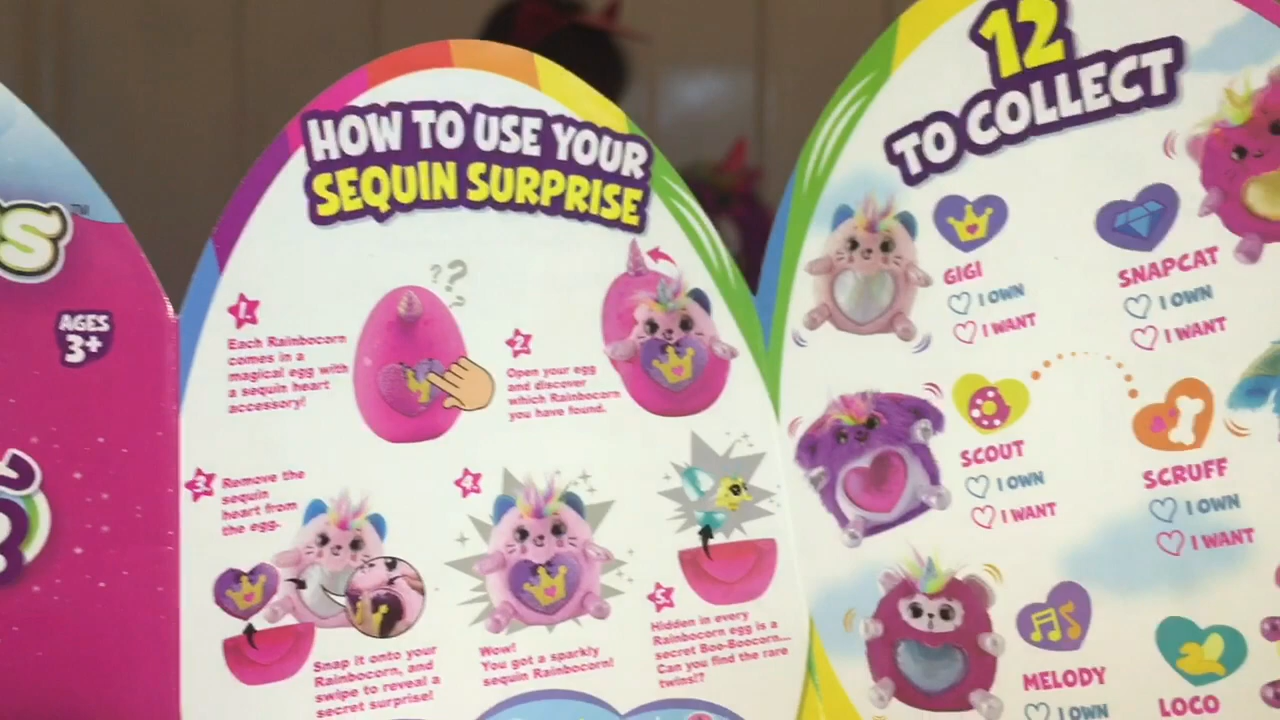 S
TM
AGES
3+
HOW TO USE YOUR
SEQUIN SURPRISE
1.
Each Rainbocorn
comes in a
magical egg with
a sequin heart
accessory!
???
2.
Open your egg
and discover
which Rainbocorn
you have found.
3.
Remove the
sequin
heart from
the egg.
Snap it onto your
Rainbocorn, and
swipe to reveal a
secret surprise!
4.
Wow!
You got a sparkly
sequin Rainbocorn!
5.
Hidden in every
Rainbocorn egg is a
secret Boo-Boocorn...
Can you find the rare
twins!?
12
TO COLLECT
GIGI
I OWN
I WANT
SNAPCAT
I OWN
I WANT
SCOUT
I OWN
I WANT
SCRUFF
I OWN
I WANT
MELODY
I OWN
LOCO